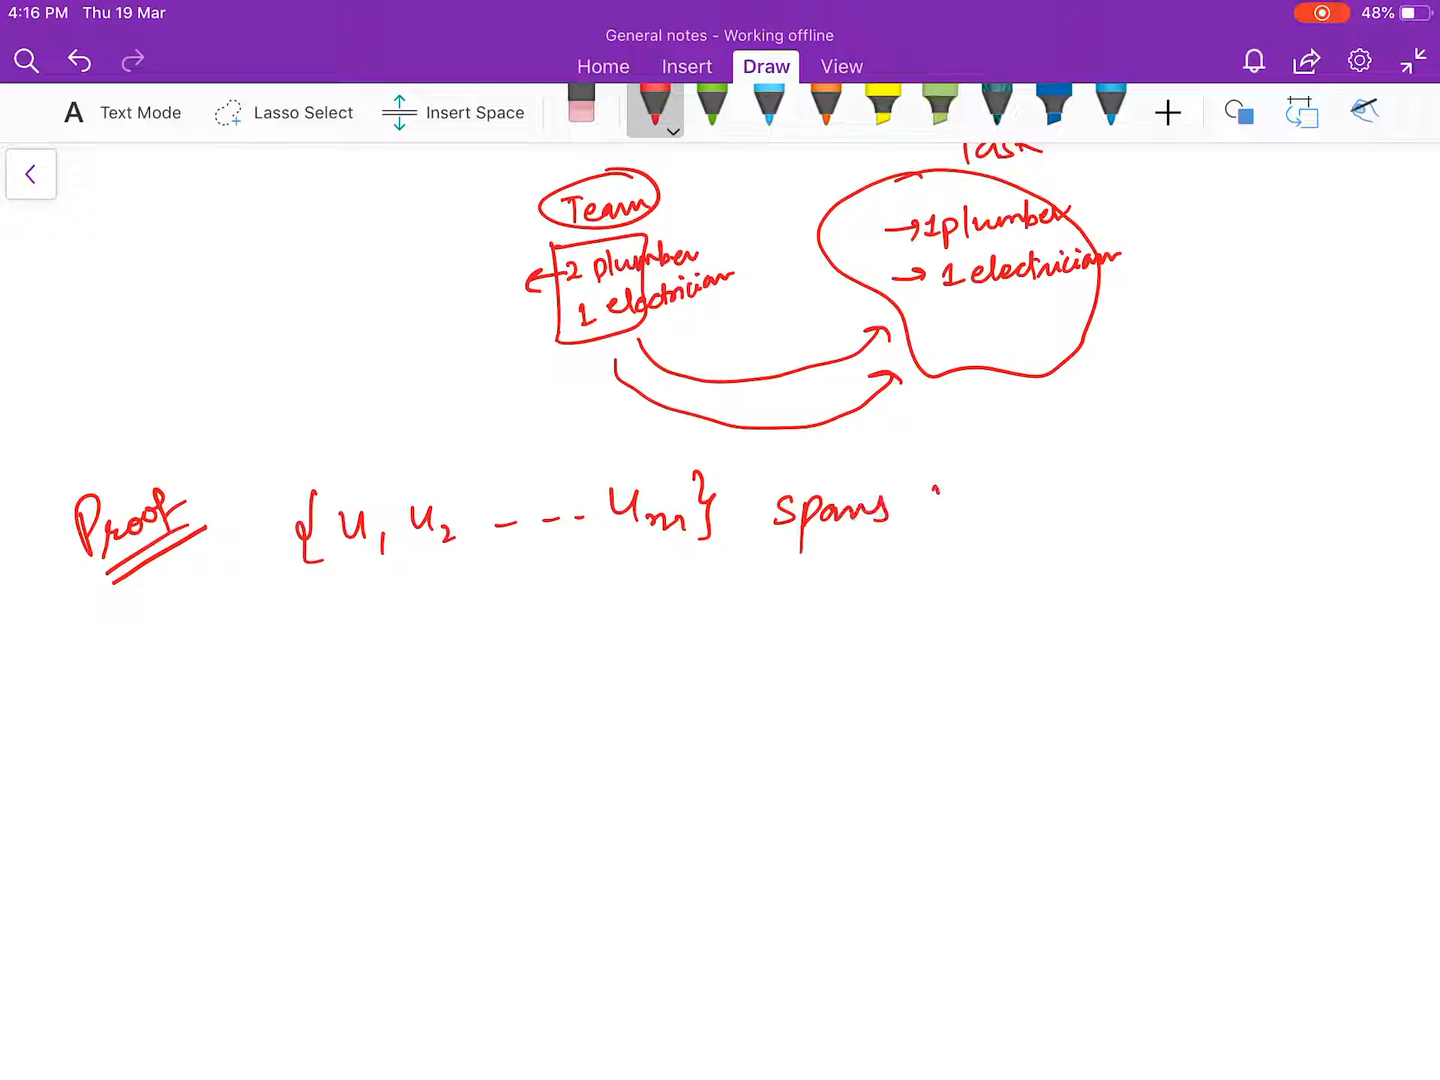 4:16 PM Thu 19 Mar
48%
General notes - Working offline
Home Insert Draw View
A Text Mode Lasso Select Insert Space
Task
Team
2 plumber
1 electrician
→ 1 plumber
→ 1 electrician
Proof {u₁ u₂ - - - - uₘ} spans